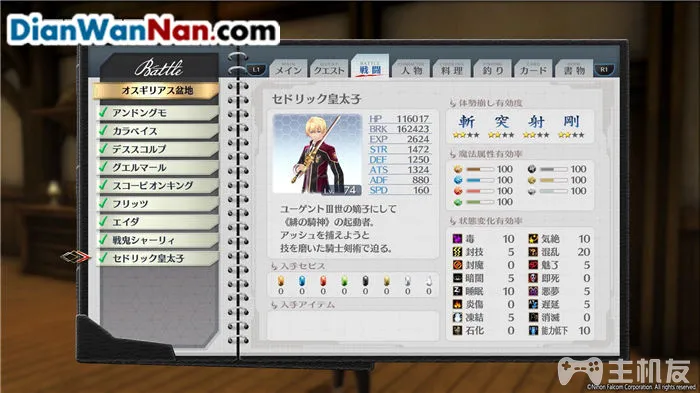 DianWanNan.com
Battle
オスギリアス盆地
アンドンヴモ
カラベイス
デススコルプ
グエルマール
スコーピオンキング
フリッツ
エイダ
戦鬼シャーリィ
セドリック皇太子
L1
メイン
クエスト
BATTLE
戦闘
人物
料理
釣り
カード
書物
R1
セドリック皇太子
HP 116017
BRK 162423
EXP 2624
STR 1472
DEF 1250
ATS 1324
ADF 880
SPD 160
LV. 74
ユーゲントⅢ世の嫡子にして
《緋の騎神》の起動者。
アッシュを捕えようと
技を磨いた騎士剣術で迫る。
入手セピス
0 0 0 0 0 0 0 0
入手アイテム
体勢崩し有効度
斬 突 射 剛
魔法属性有効率
100 100
100 100
100 100
100
状態変化有効率
毒 10 気絶 10
封技 5 混乱 20
封魔 5 魅了 5
暗闇 5 即死 0
睡眠 10 悪夢 5
炎傷 0 遅延 5
凍結 5 消滅 0
石化 0 能力低下 10
主机友
©Nihon Falcom Corporation. All rights reserved.